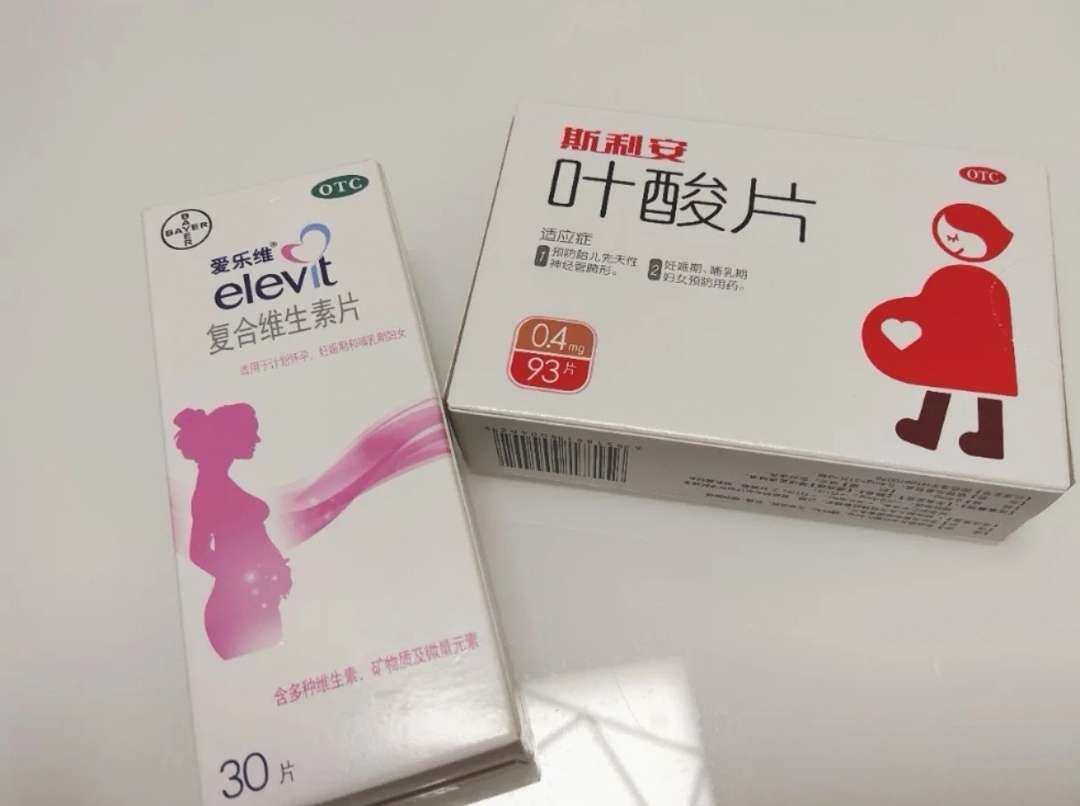 OTC
BAYER
BAYER
爱乐维®
elevit
复合维生素片
适用于计划怀孕、妊娠期和哺乳期妇女
含多种维生素、矿物质及微量元素
30片
斯利安
叶酸片
OTC
适应症
1 预防胎儿先天性
神经管畸形。
2 妊娠期、哺乳期
妇女预防用药。
0.4mg
93片